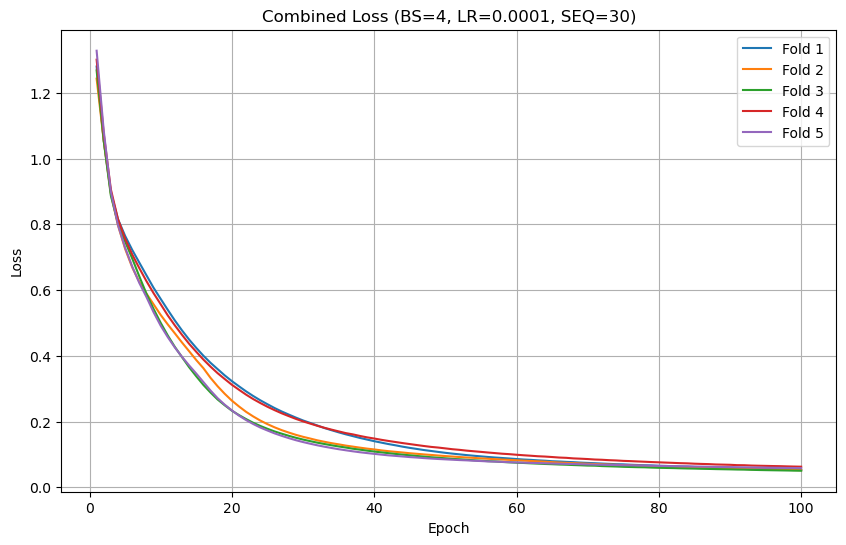 Combined Loss (BS=4, LR=0.0001, SEQ=30)
Fold 1
Fold 2
Fold 3
Fold 4
Fold 5
Loss
1.2
1.0
0.8
0.6
0.4
0.2
0.0
0 20 40 60 80 100
Epoch